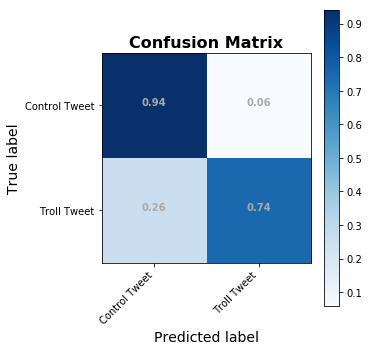 Confusion Matrix
True label
Control Tweet
0.94
0.06
Troll Tweet
0.26
0.74
Control Tweet
Troll Tweet
Predicted label
0.9
0.8
0.7
0.6
0.5
0.4
0.3
0.2
0.1